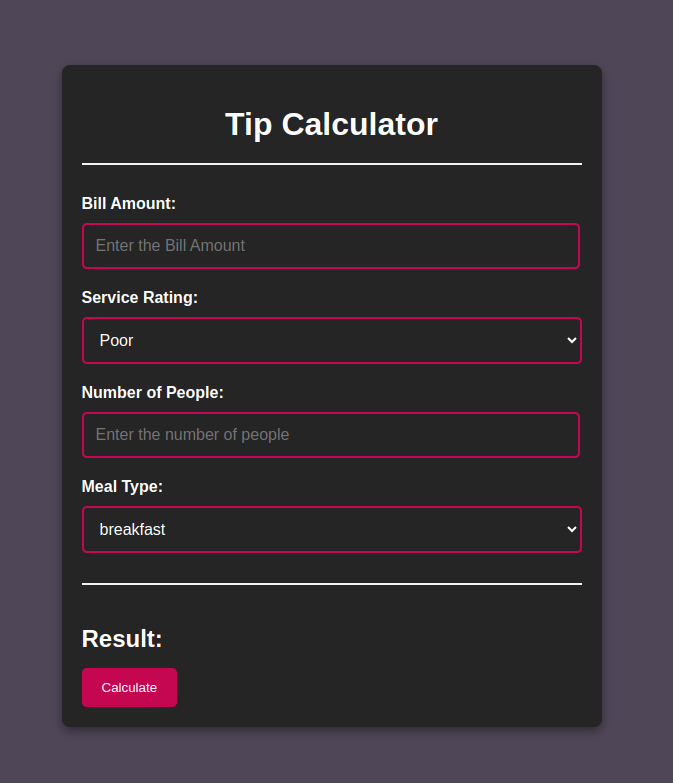 Tip Calculator
Bill Amount:
Enter the Bill Amount
Service Rating:
Poor
Number of People:
Enter the number of people
Meal Type:
breakfast
Result:
Calculate